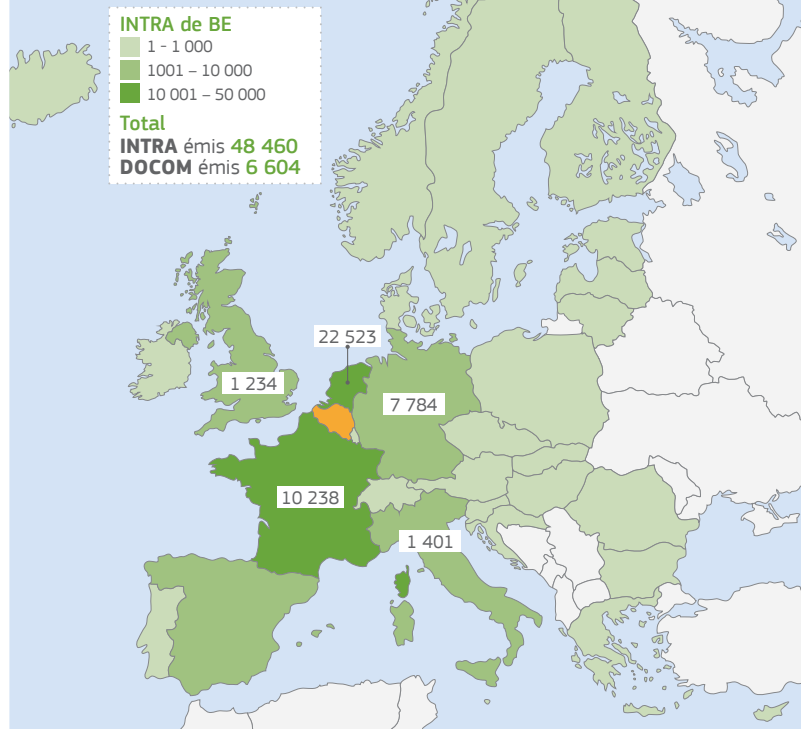 INTRA de BE
1 - 1 000
1001 – 10 000
10 001 – 50 000
Total
INTRA émis 48 460
DOCOM émis 6 604
22 523
1 234
7 784
10 238
1 401